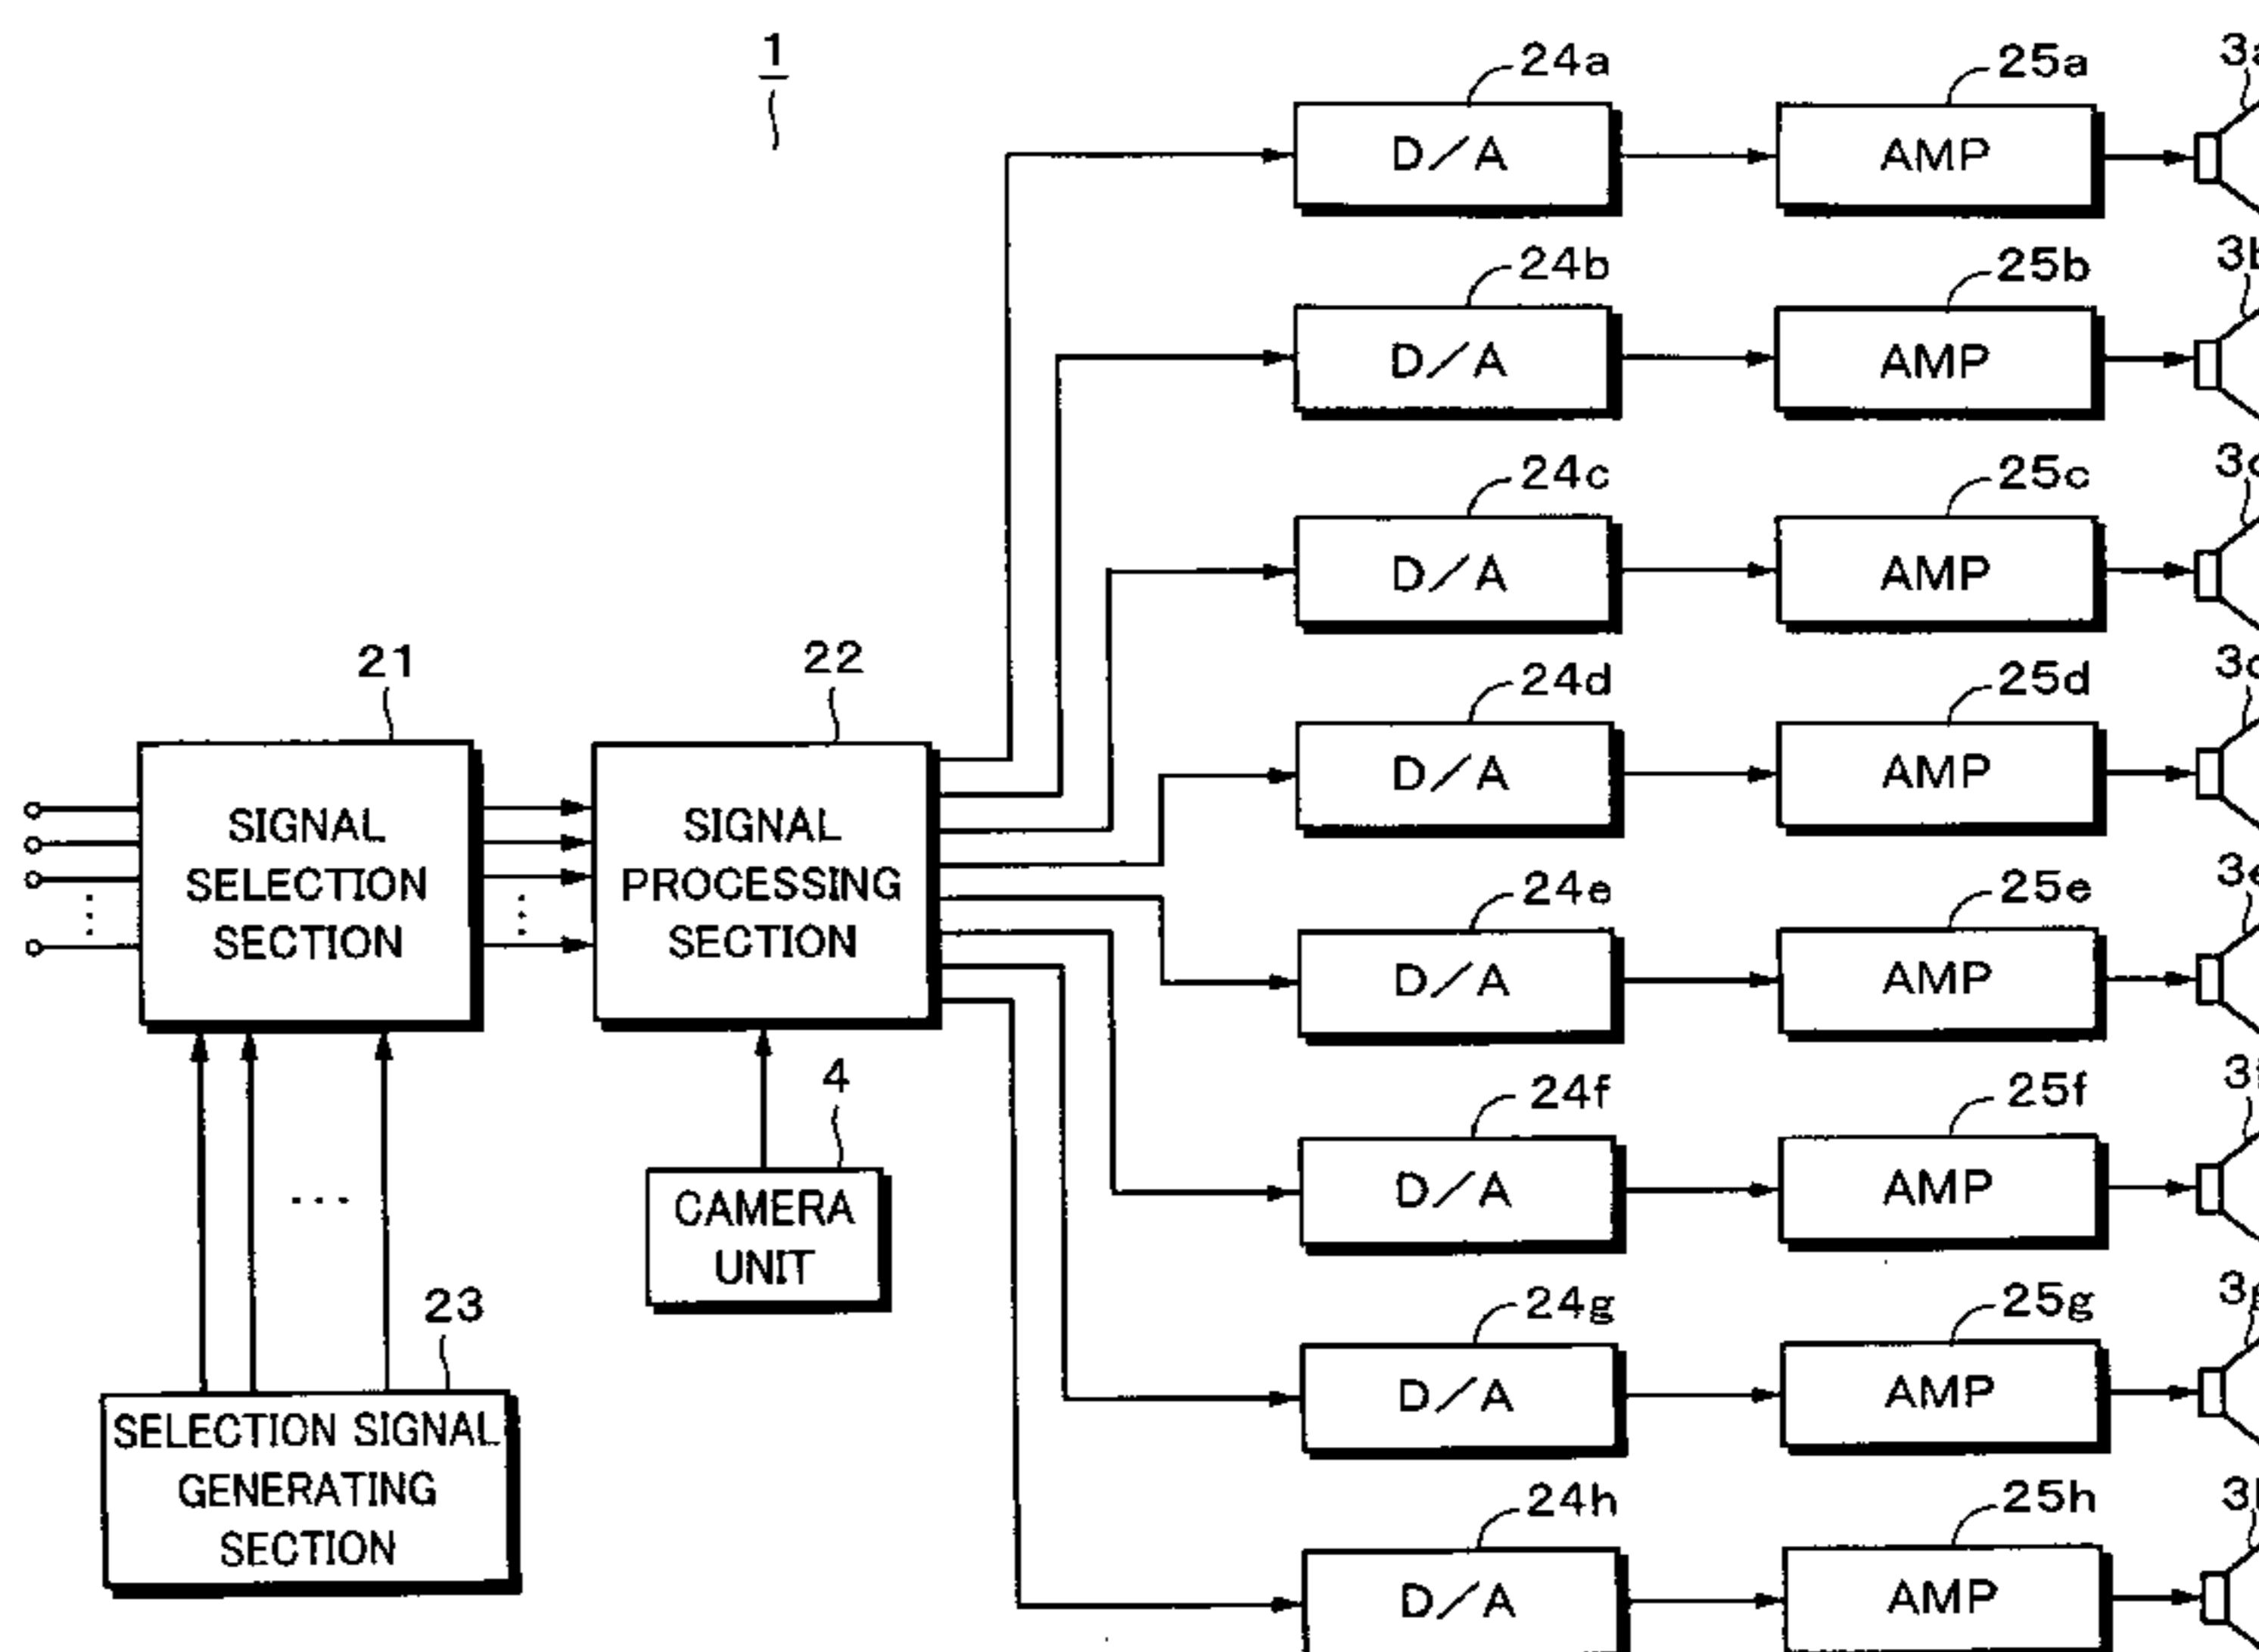 1
24a
25a
D/A
AMP
24b
25b
D/A
AMP
24c
25c
D/A
AMP
24d
25d
D/A
AMP
24e
25e
D/A
AMP
24f
25f
D/A
AMP
24g
25g
D/A
AMP
24h
25h
D/A
AMP
21
22
SIGNAL
SELECTION
SECTION
SIGNAL
PROCESSING
SECTION
4
CAMERA
UNIT
23
SELECTION SIGNAL
GENERATING
SECTION